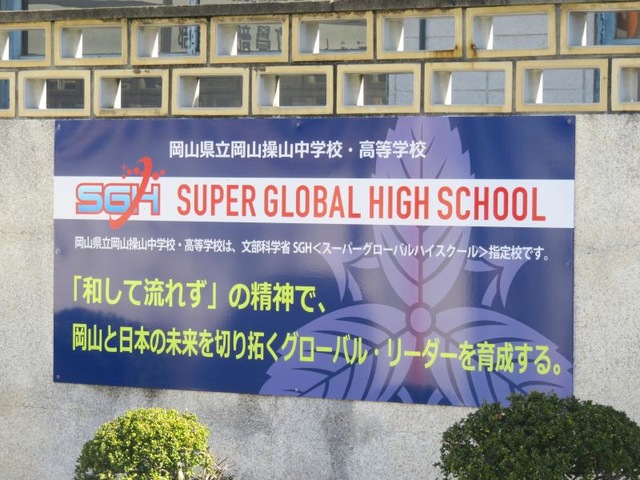 岡山県立岡山操山中学校・高等学校
SGH SUPER GLOBAL HIGH SCHOOL
岡山県立岡山操山中学校・高等学校は、文部科学省SGH＜スーパーグローバルハイスクール＞指定校です。
「和して流れず」の精神で、
岡山と日本の未来を切り拓くグローバル・リーダーを育成する。